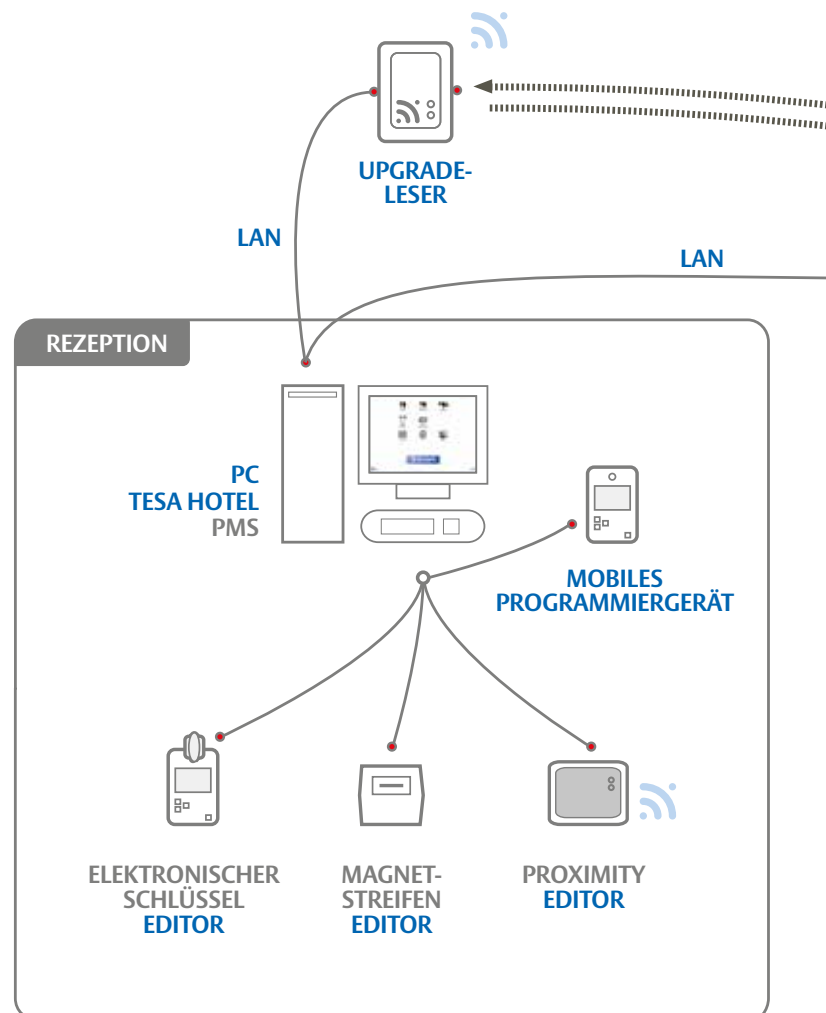 UPGRADE-
LESER
LAN
LAN
REZEPTION
PC
TESA HOTEL
PMS
MOBILES
PROGRAMMIERGERÄT
ELEKTRONISCHER
SCHLÜSSEL
EDITOR
MAGNET-
STREIFEN
EDITOR
PROXIMITY
EDITOR